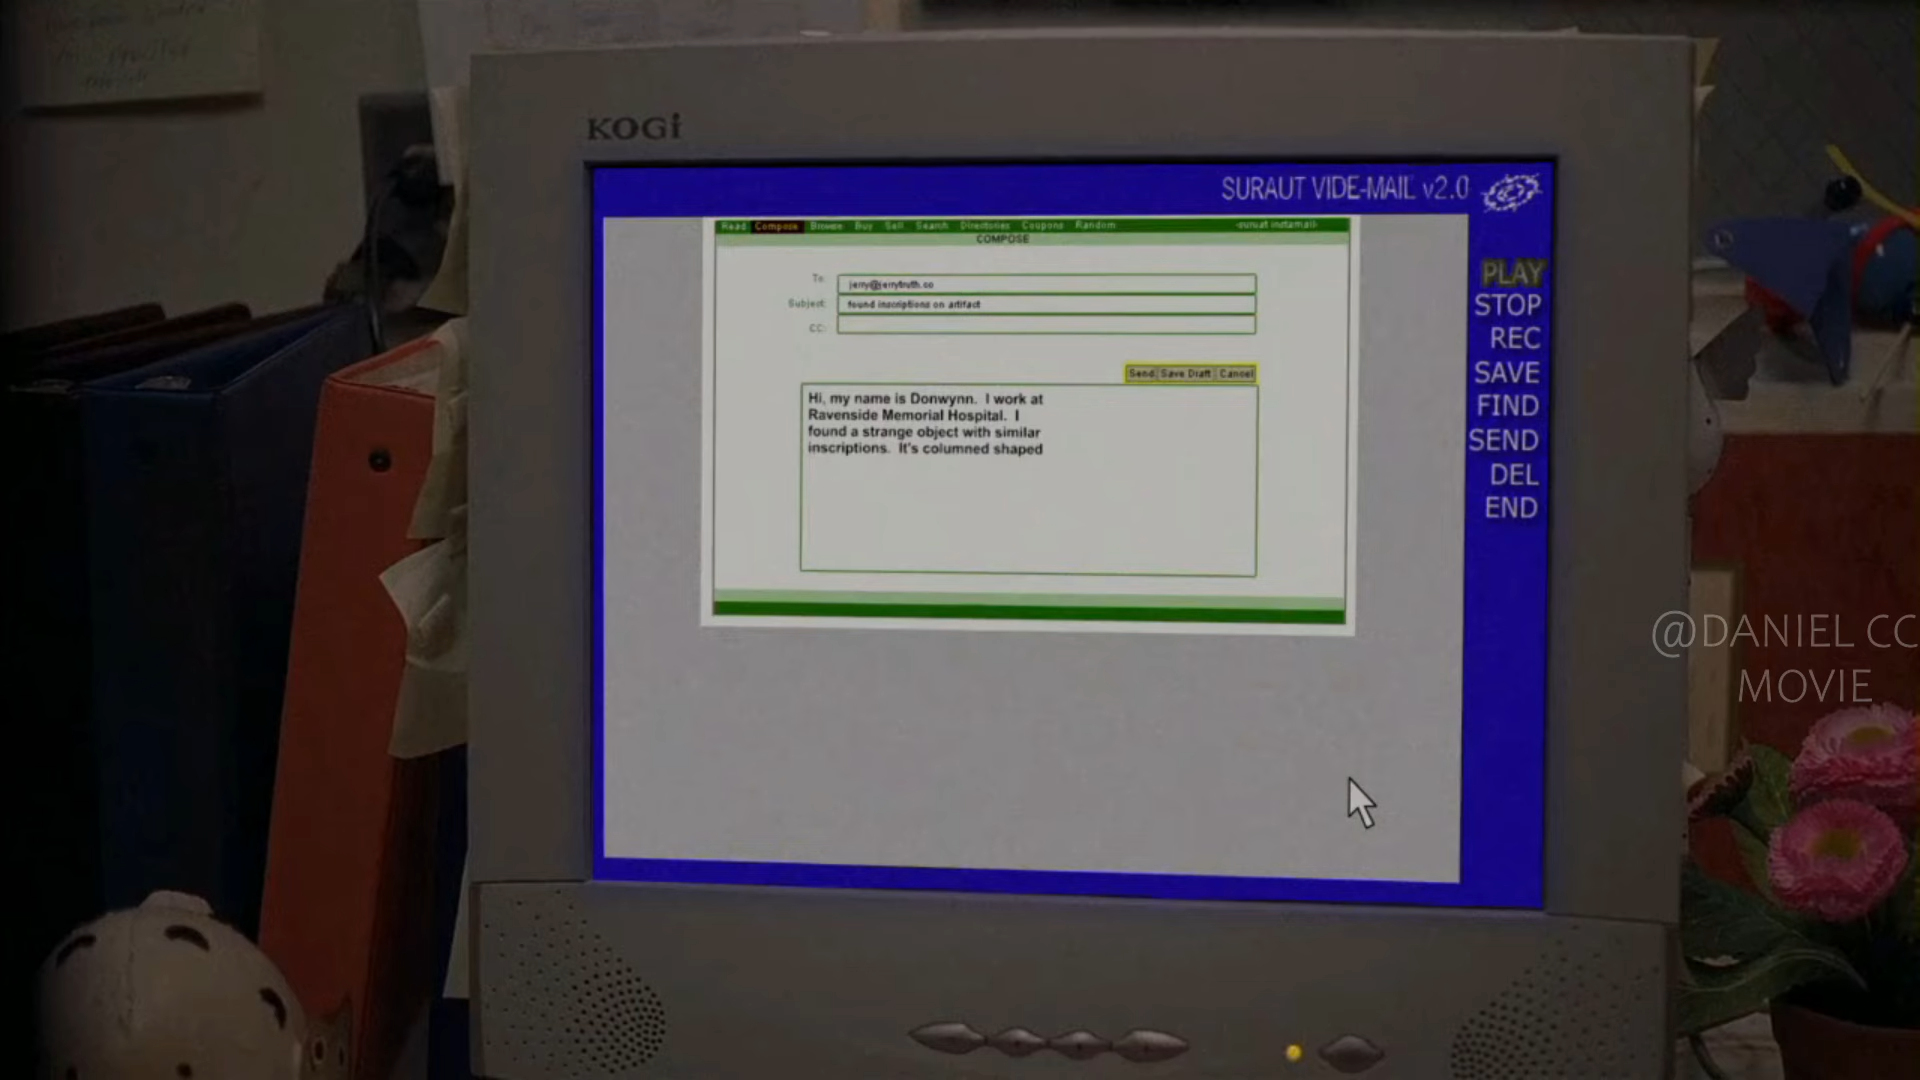 KOGi
SURAUT VIDE-MAIL v2.0
Read Compose Browse Buy Sell Search Directories Coupons Random
COMPOSE
To: jerry@jerrytruth.co
Subject: found inscriptions on artifact
CC:
Send Save Draft Cancel
Hi, my name is Donwynn. I work at
Ravenside Memorial Hospital. I
found a strange object with similar
inscriptions. It's columned shaped
PLAY
STOP
REC
SAVE
FIND
SEND
DEL
END
@DANIEL CC
MOVIE